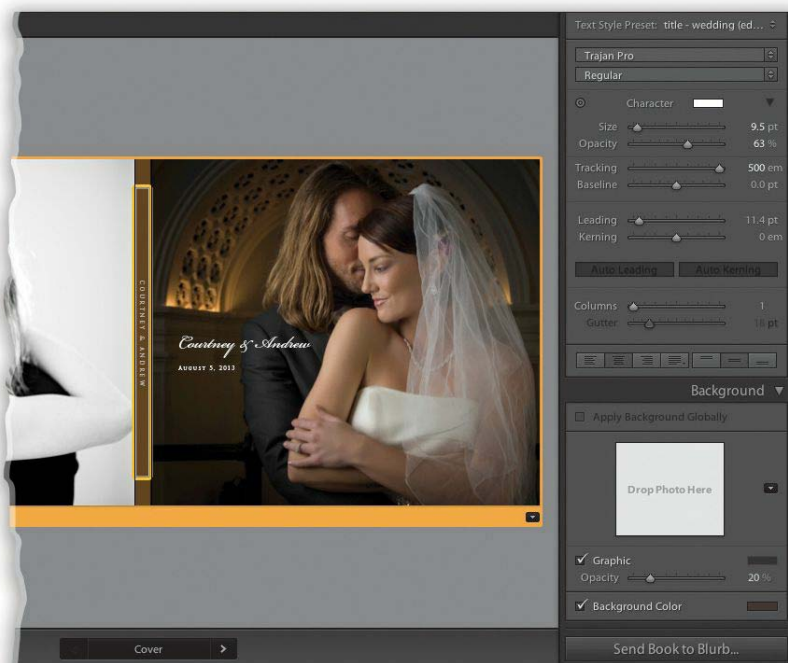 Text Style Preset: title - wedding (ed...
Trajan Pro
Regular
Character
Size 9.5 pt
Opacity 63 %
Tracking 500 em
Baseline 0.0 pt
Leading 11.4 pt
Kerning 0 em
Auto Leading Auto Kerning
Columns 1
Gutter 18 pt
Background
Apply Background Globally
Drop Photo Here
Graphic
Opacity 20 %
Background Color
Send Book to Blurb...
COURTNEY & ANDREW
Courtney & Andrew
AUGUST 5, 2013
Cover